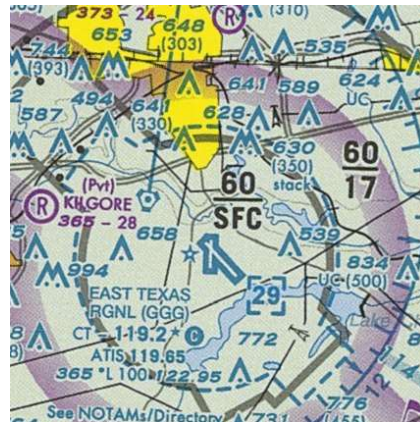 373 - 24
648
(303)
R
(310)
653
744
(393)
535
624
641
589
UC
494
641
(330)
587
628
630
(350)
stack
60
17
60
SFC
(Pvt)
R KILGORE
365 - 28
658
539
994
834
UC (500)
EAST TEXAS
RGNL (GGG)
29
CT - 119.2 * C
ATIS 119.65
365 *L 100 122.95
772
Lake
114
12
See NOTAMs/Directory
731
776
(455)